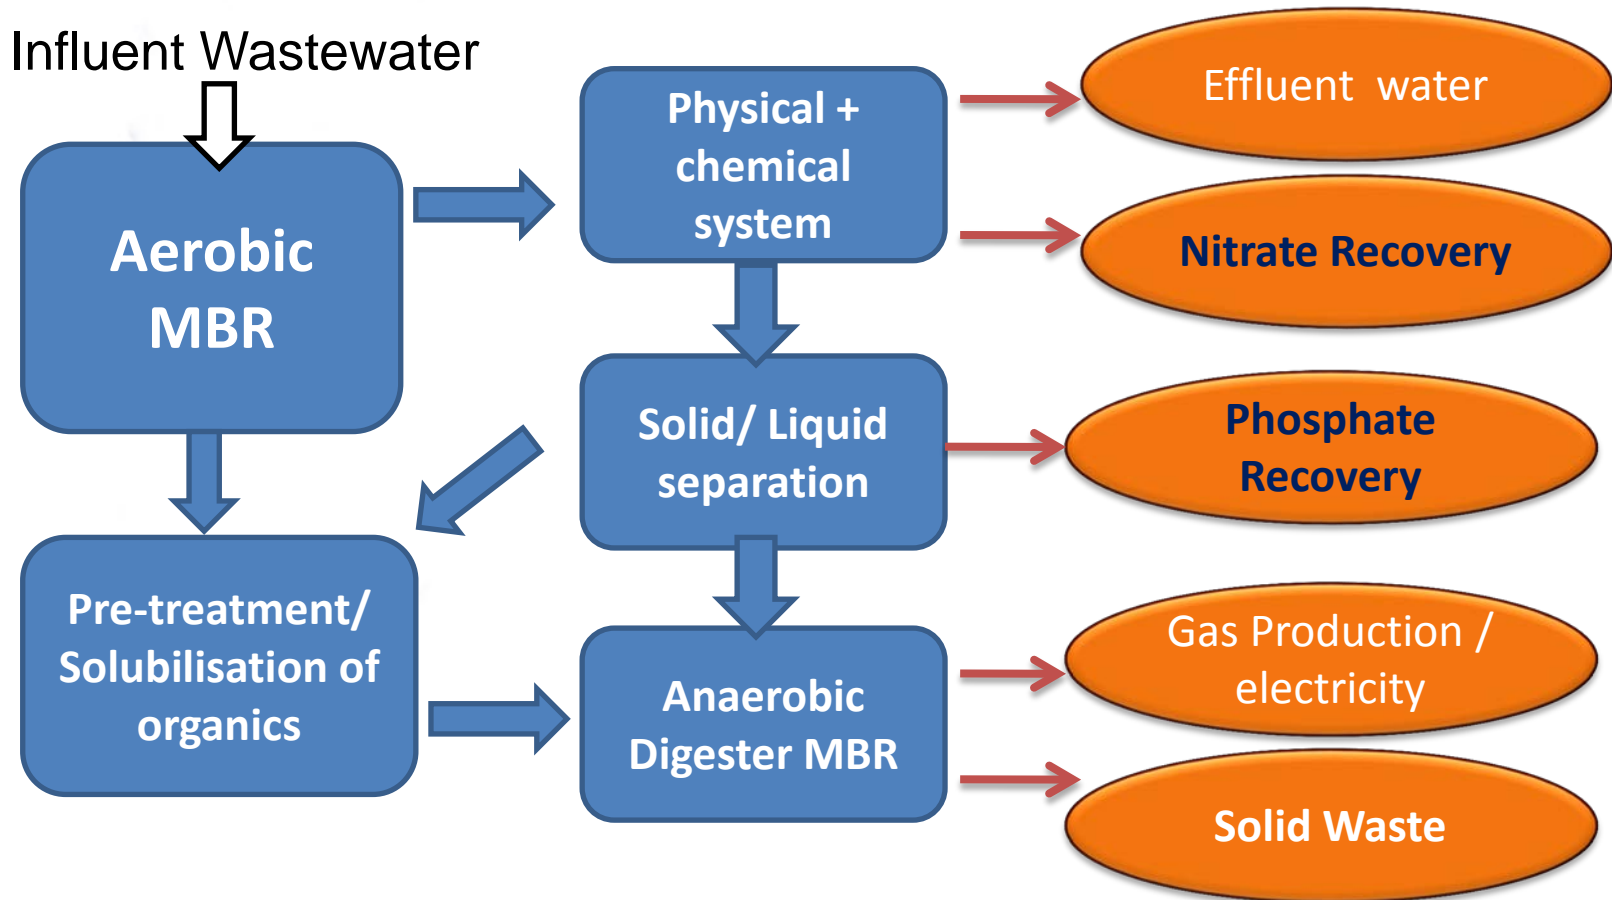 Influent Wastewater
Aerobic
MBR
Physical +
chemical
system
Effluent  water
Nitrate Recovery
Solid/ Liquid
separation
Phosphate
Recovery
Pre-treatment/
Solubilisation of
organics
Anaerobic
Digester MBR
Gas Production /
electricity
Solid Waste